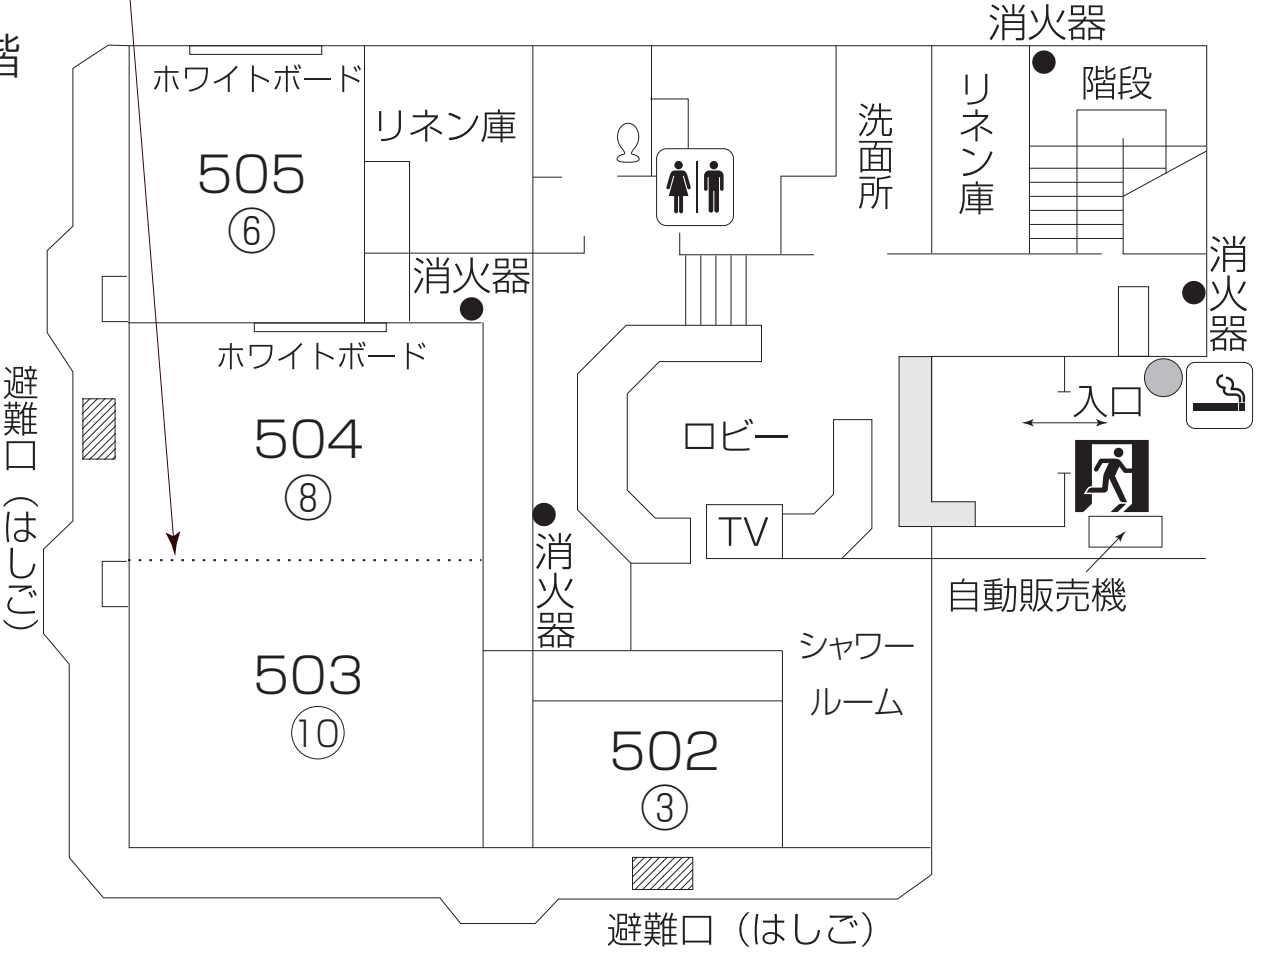 階
消火器
ホワイトボード
リネン庫
洗面所
リネン庫
階段
505
⑥
消火器
消火器
ホワイトボード
避難口（はしご）
504
⑧
ロビー
入口
TV
消火器
自動販売機
503
⑩
シャワー
ルーム
502
③
避難口（はしご）